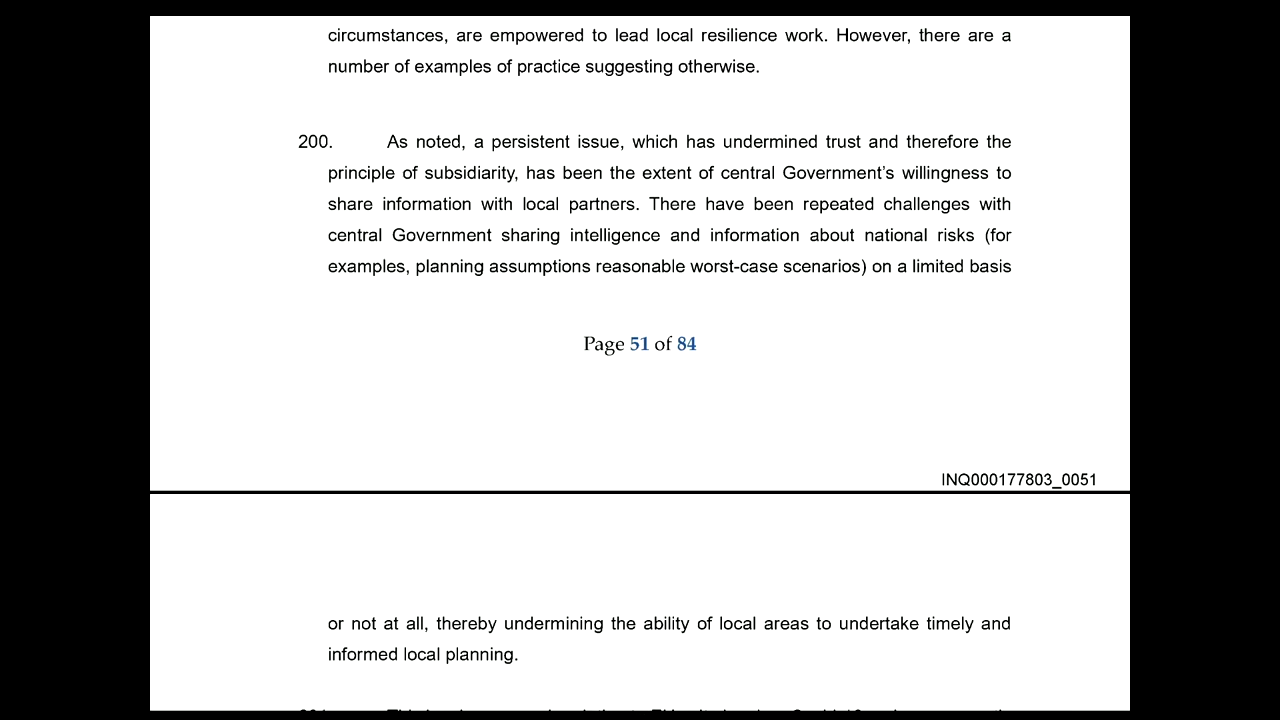 circumstances, are empowered to lead local resilience work. However, there are a
number of examples of practice suggesting otherwise.
200. As noted, a persistent issue, which has undermined trust and therefore the
principle of subsidiarity, has been the extent of central Government’s willingness to
share information with local partners. There have been repeated challenges with
central Government sharing intelligence and information about national risks (for
examples, planning assumptions reasonable worst-case scenarios) on a limited basis
Page 51 of 84
INQ000177803_0051
or not at all, thereby undermining the ability of local areas to undertake timely and
informed local planning.